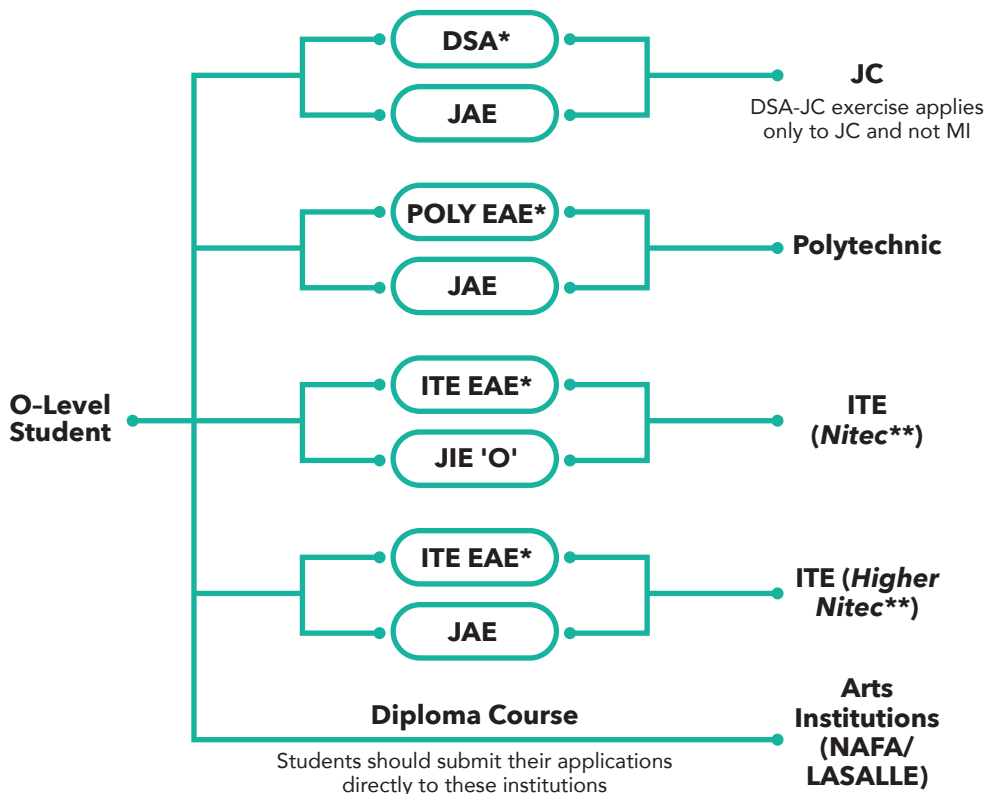 DSA*
JAE
JC
DSA-JC exercise applies
only to JC and not MI
POLY EAE*
JAE
Polytechnic
O-Level
Student
ITE EAE*
JIE 'O'
ITE
(Nitec**)
ITE EAE*
JAE
ITE (Higher
Nitec**)
Diploma Course
Students should submit their applications
directly to these institutions
Arts
Institutions
(NAFA/
LASALLE)